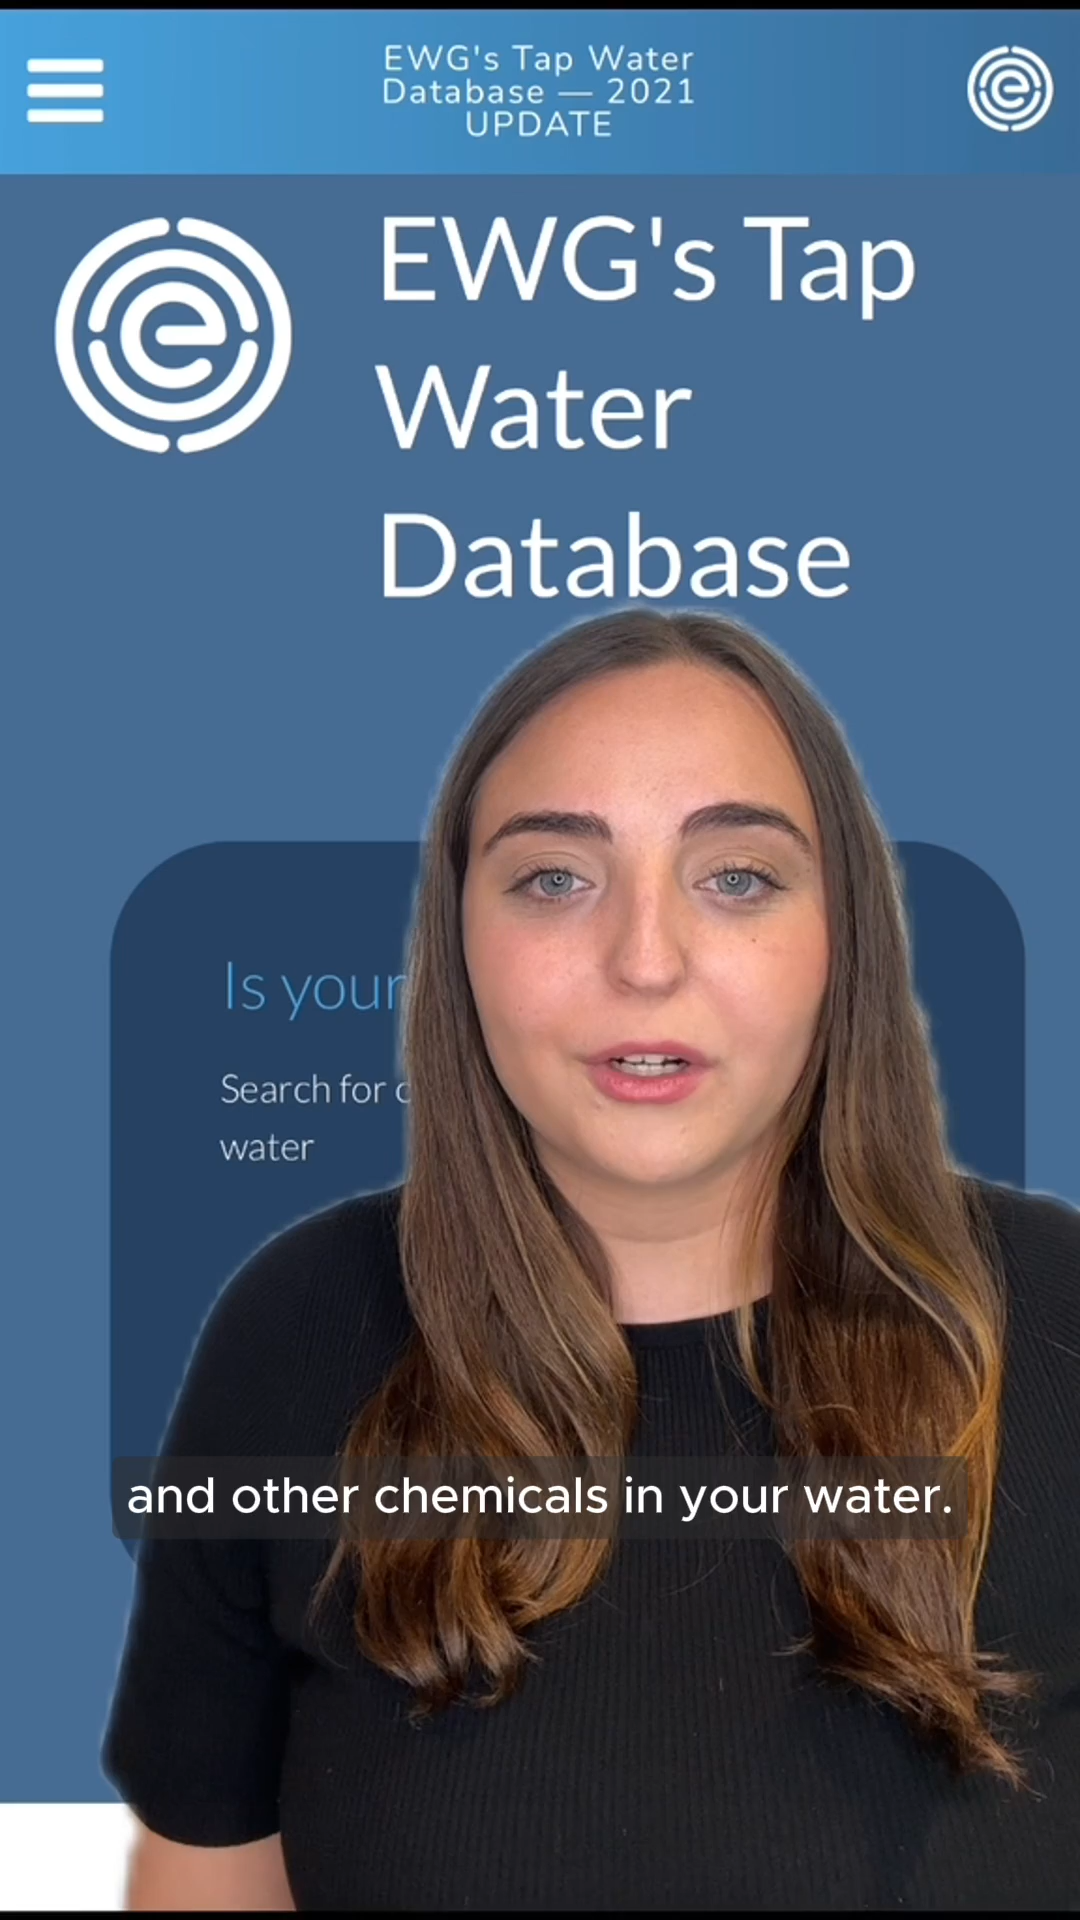 EWG's Tap Water
Database — 2021
UPDATE
EWG's Tap
Water
Database
Is your
Search for
water
and other chemicals in your water.